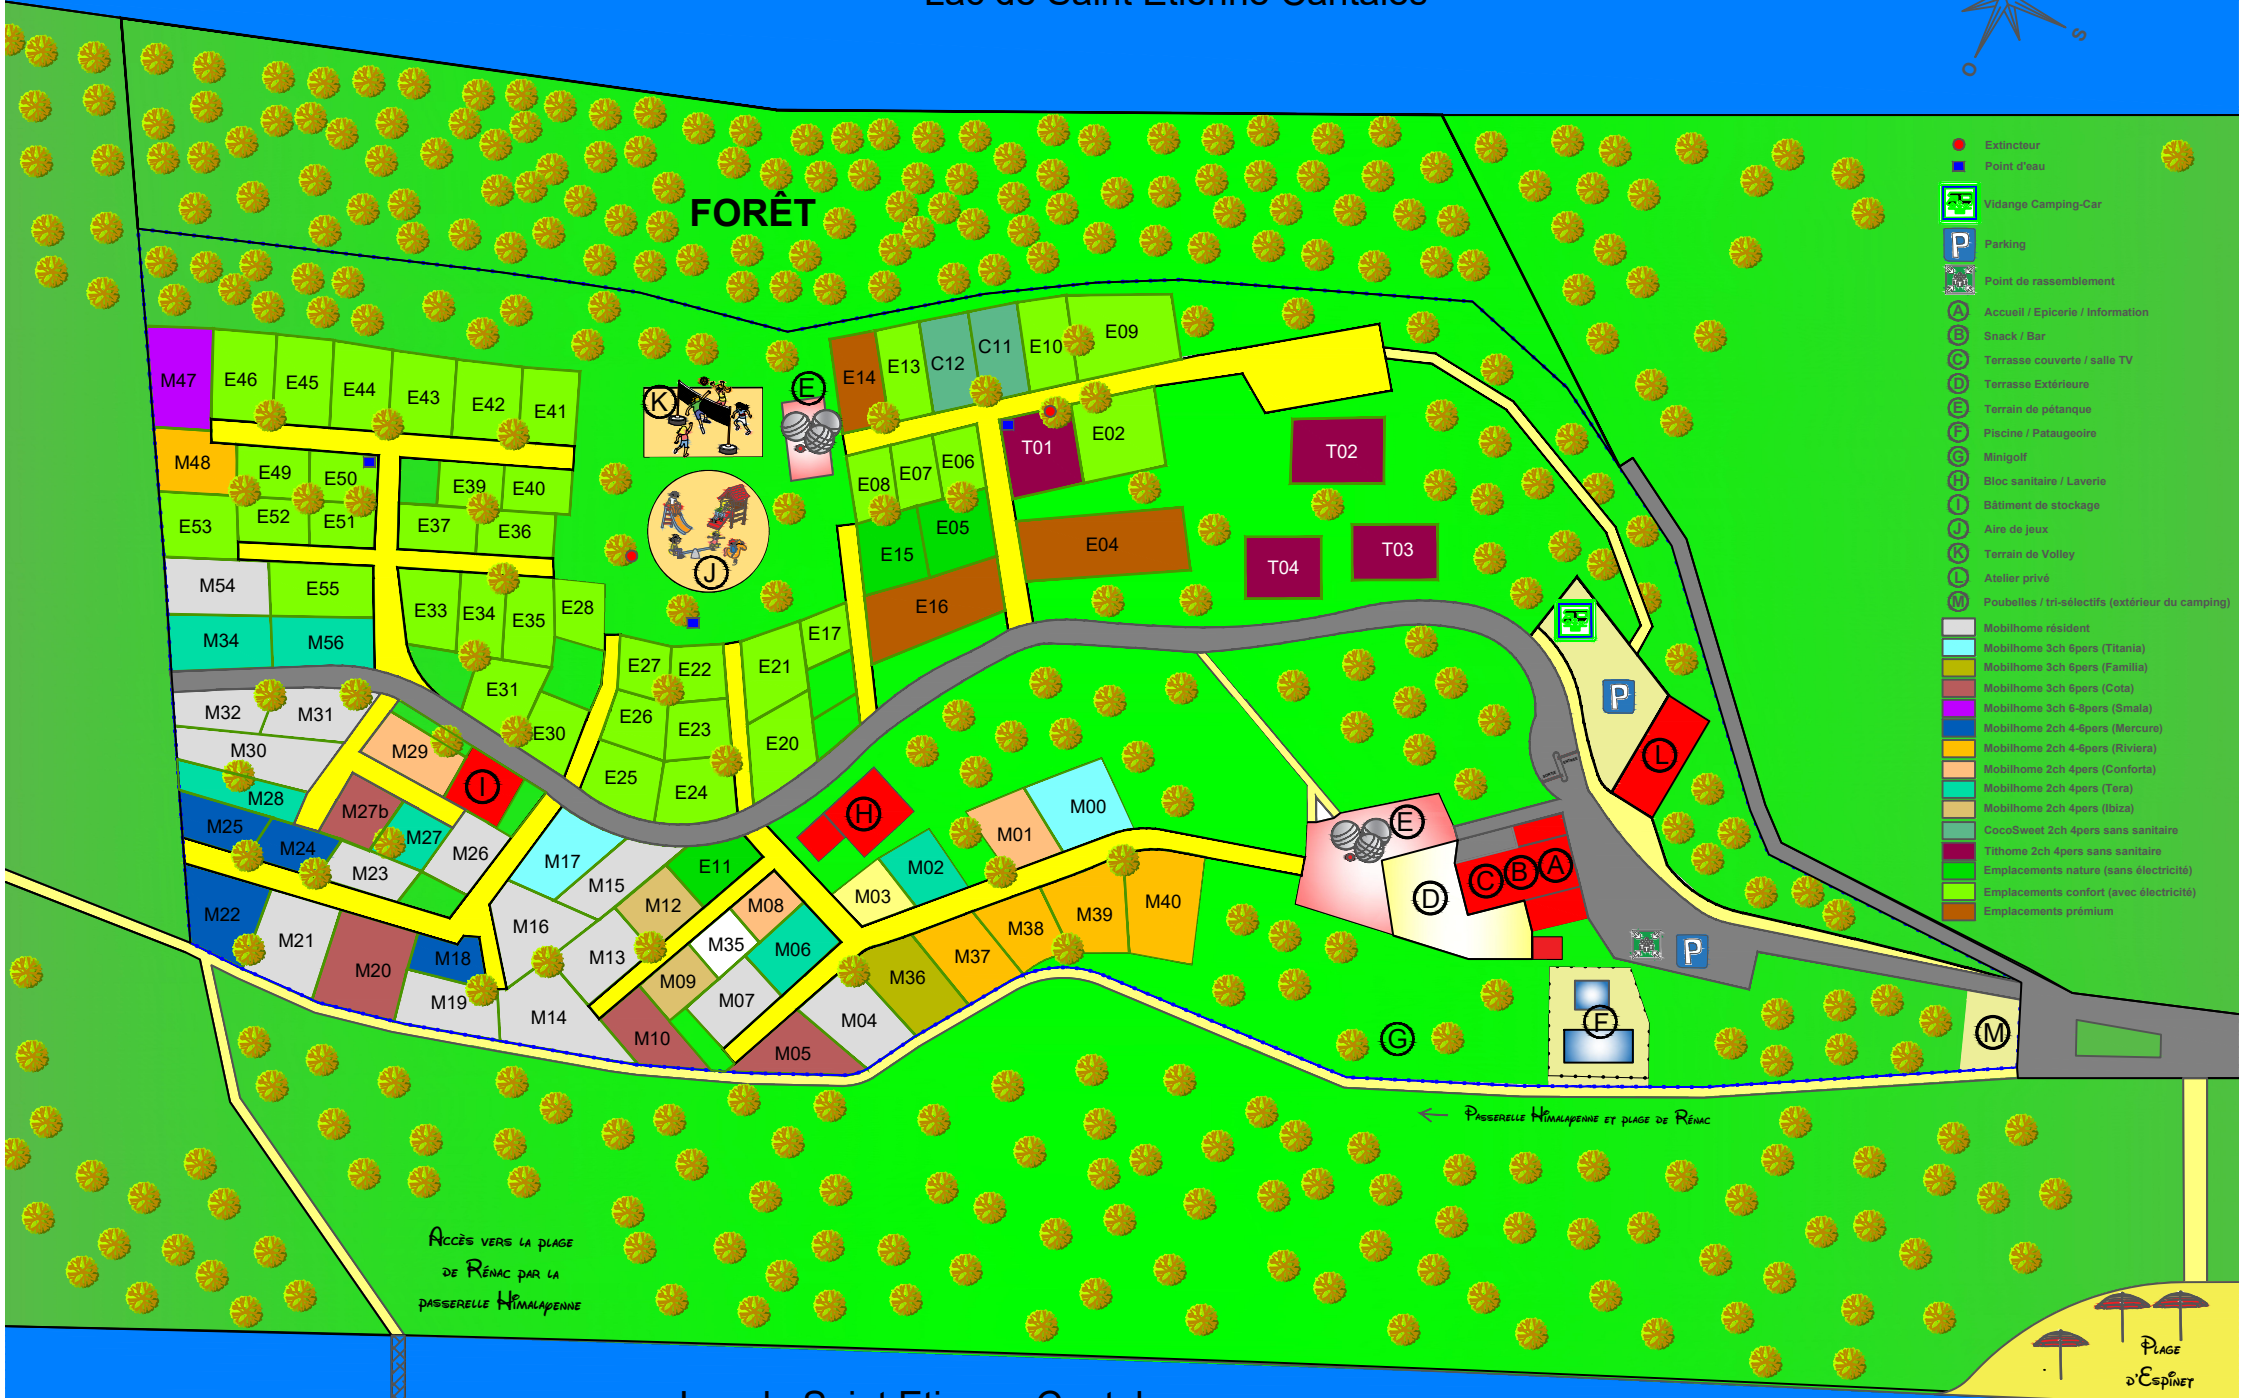 Lac de Saint Etienne Cantalès
S
O
FORÊT
Extincteur
Point d'eau
Vidange Camping-Car
P
Parking
Point de rassemblement
A Accueil / Epicerie / Information
B Snack / Bar
C Terrasse couverte / salle TV
D Terrasse Extérieure
E Terrain de pétanque
F Piscine / Pataugeoire
G Minigolf
H Bloc sanitaire / Laverie
I Bâtiment de stockage
J Aire de jeux
K Terrain de Volley
L Atelier privé
M Poubelles / tri-sélectifs (extérieur du camping)
Mobilhome résident
Mobilhome 3ch 6pers (Titania)
Mobilhome 3ch 6pers (Familia)
Mobilhome 3ch 6pers (Cota)
Mobilhome 3ch 6-8pers (Smala)
Mobilhome 2ch 4-6pers (Mercure)
Mobilhome 2ch 4-6pers (Riviera)
Mobilhome 2ch 4pers (Conforta)
Mobilhome 2ch 4pers (Tera)
Mobilhome 2ch 4pers (Ibiza)
CocoSweet 2ch 4pers sans sanitaire
Tithome 2ch 4pers sans sanitaire
Emplacements nature (sans électricité)
Emplacements confort (avec électricité)
Emplacements prémium
M47 E46 E45 E44 E43 E42 E41
K
E
E14 E13 C12 C11 E10 E09
M48 E49 E50 E39 E40
E08 E07 E06 T01 E02 T02
E53 E52 E51 E37 E36
J
E15 E05 E04 T04 T03
M54 E55 E33 E34 E35 E28
E16
M34 M56 E31 E30
E27 E22 E21 E17
E26 E23 E20
E25 E24
P
L
M32 M31
M30 M29
I
M28 M27b M27 M26
M25 M24 M23
M17 M15 E11
H
M01 M00
M03 M02
E
D
C B A
M22 M21 M20 M18 M19
M16 M12 M08
M13 M35 M06
M14 M09 M07
M10 M05 M04
M36 M37 M38 M39 M40
P
F
G
M
← Passerelle Himalayenne et plage de Rénac
Accès vers la plage
de Rénac par la
passerelle Himalayenne
Plage
d'Espinet